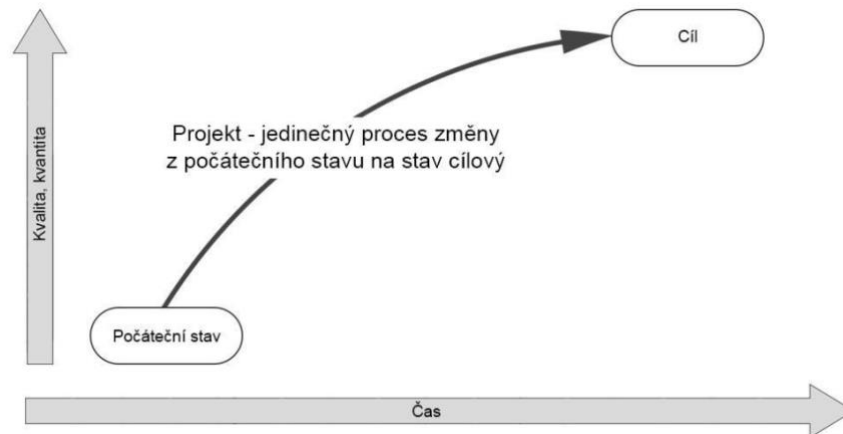 Cíl
Projekt - jedinečný proces změny
z počátečního stavu na stav cílový
Kvalita, kvantita
Počáteční stav
Čas